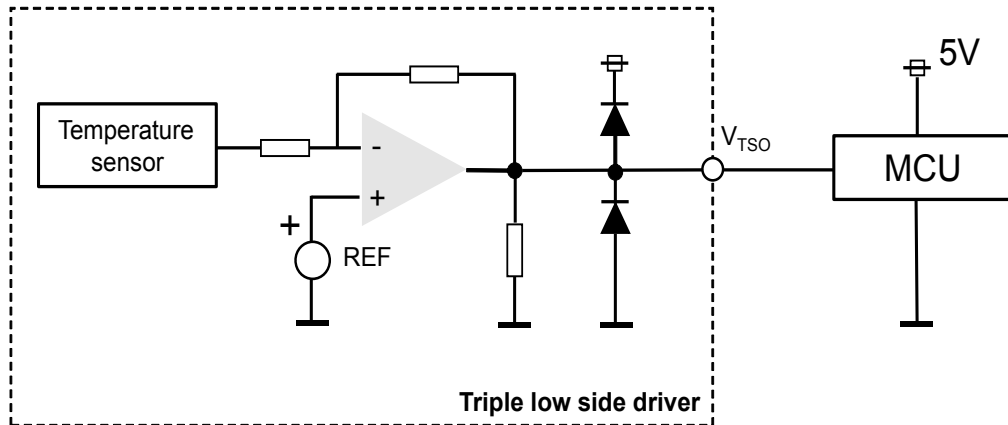 5V
Temperature
sensor
-
+
+
REF
V_TSO
MCU
Triple low side driver